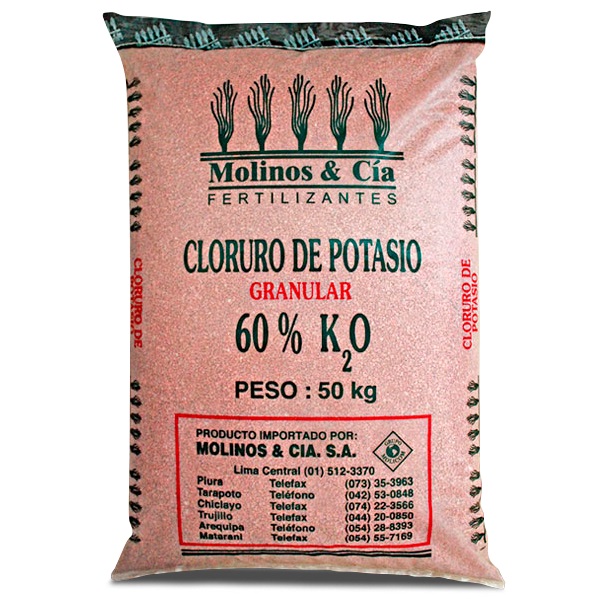 Molinos & Cía
FERTILIZANTES
CLORURO DE POTASIO
GRANULAR
60 % K₂O
PESO : 50 kg
CLORURO DE
CLORURO DE
POTASIO
PRODUCTO IMPORTADO POR:
MOLINOS & CIA. S.A.
Lima Central (01) 512-3370
Piura Telefax (073) 35-3963
Tarapoto Teléfono (042) 53-0848
Chiclayo Telefax (074) 22-3566
Trujillo Telefax (044) 20-0850
Arequipa Teléfono (054) 28-8393
Matarani Telefax (054) 55-7169